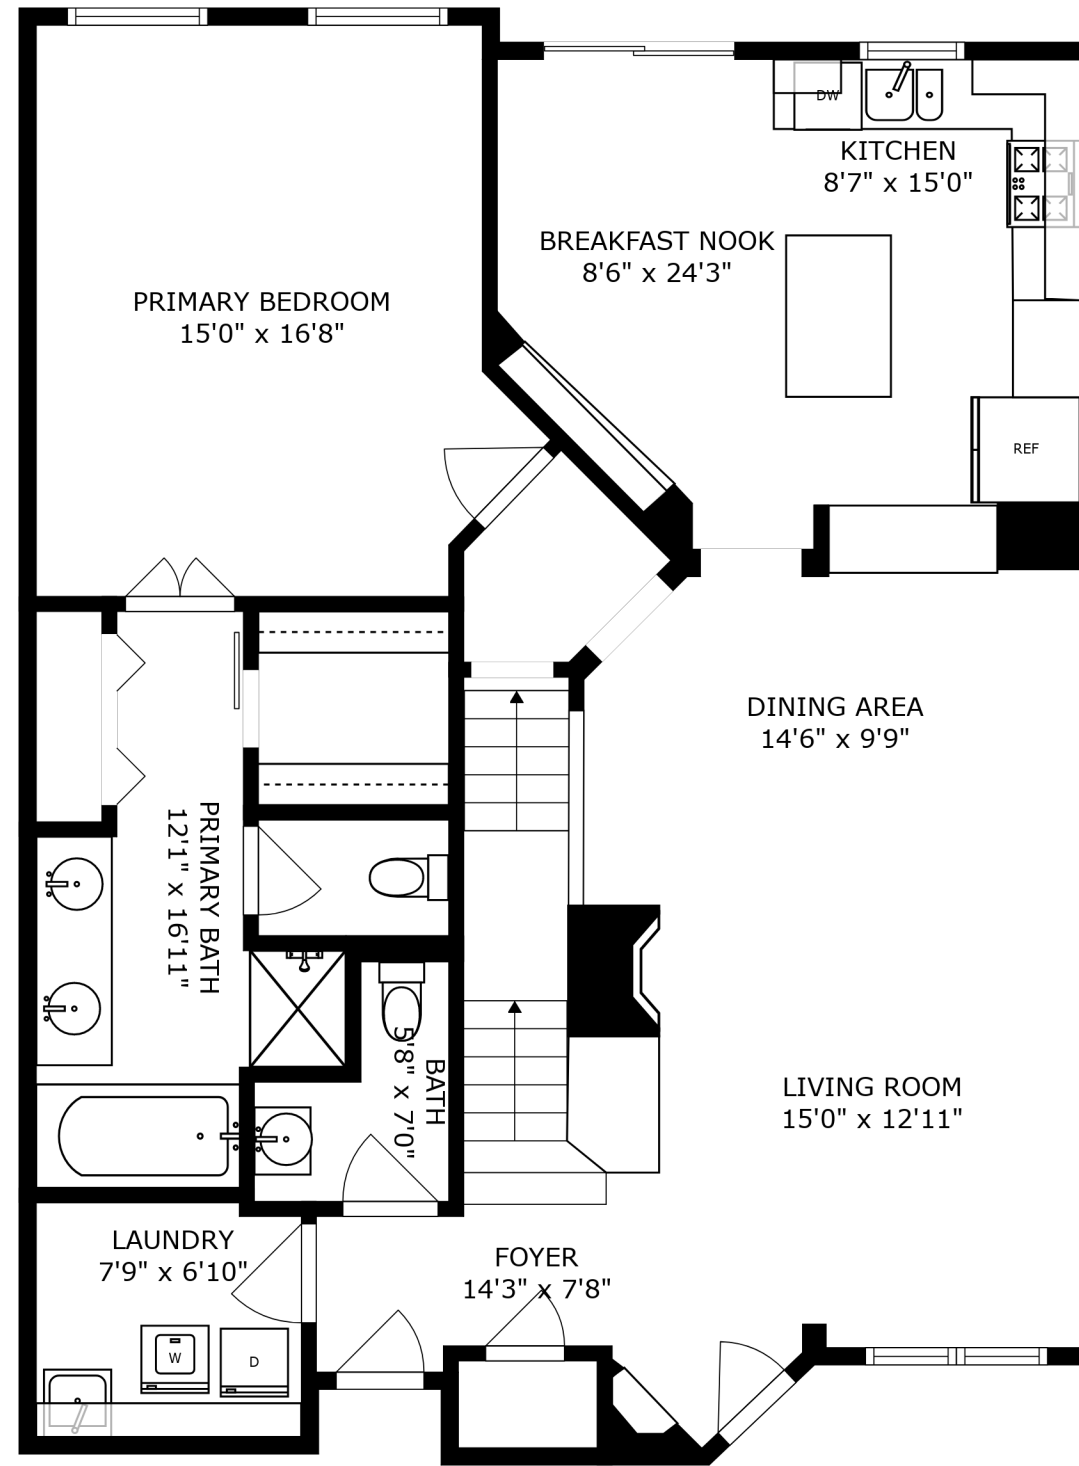 DW
KITCHEN
8'7" x 15'0"
BREAKFAST NOOK
8'6" x 24'3"
PRIMARY BEDROOM
15'0" x 16'8"
REF
DINING AREA
14'6" x 9'9"
PRIMARY BATH
12'1" x 16'11"
BATH
5'8" x 7'0"
LIVING ROOM
15'0" x 12'11"
LAUNDRY
7'9" x 6'10"
FOYER
14'3" x 7'8"
W
D